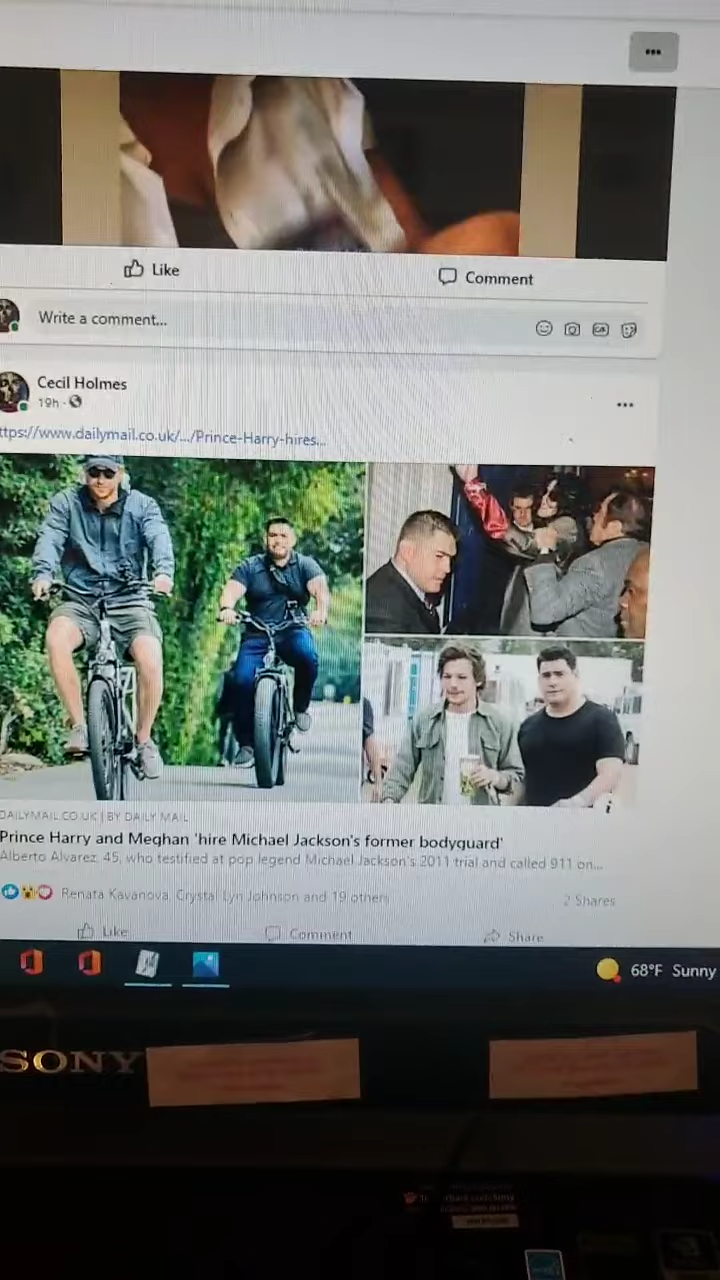 Like
Comment
Write a comment...
GIF
Cecil Holmes
19h ·
ttps://www.dailymail.co.uk/.../Prince-Harry-hires...
DAILYMAIL.CO.UK | BY DAILY MAIL
Prince Harry and Meghan 'hire Michael Jackson's former bodyguard'
Alberto Alvarez, 45, who testified at pop legend Michael Jackson's 2011 trial and called 911 on...
Renata Kavanova, Crystal Lyn Johnson and 19 others
2 Shares
Like
Comment
Share
68°F Sunny
SONY